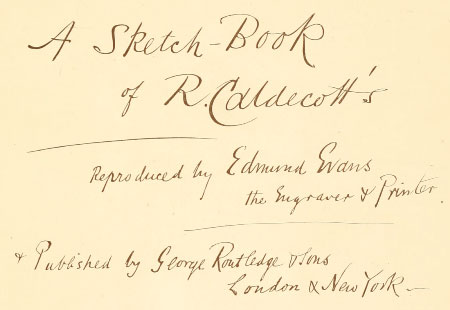 A Sketch-Book
of R. Caldecott's
Reproduced by Edmund Evans
the Engraver & Printer.
& Published by George Routledge & Sons
London & New York —